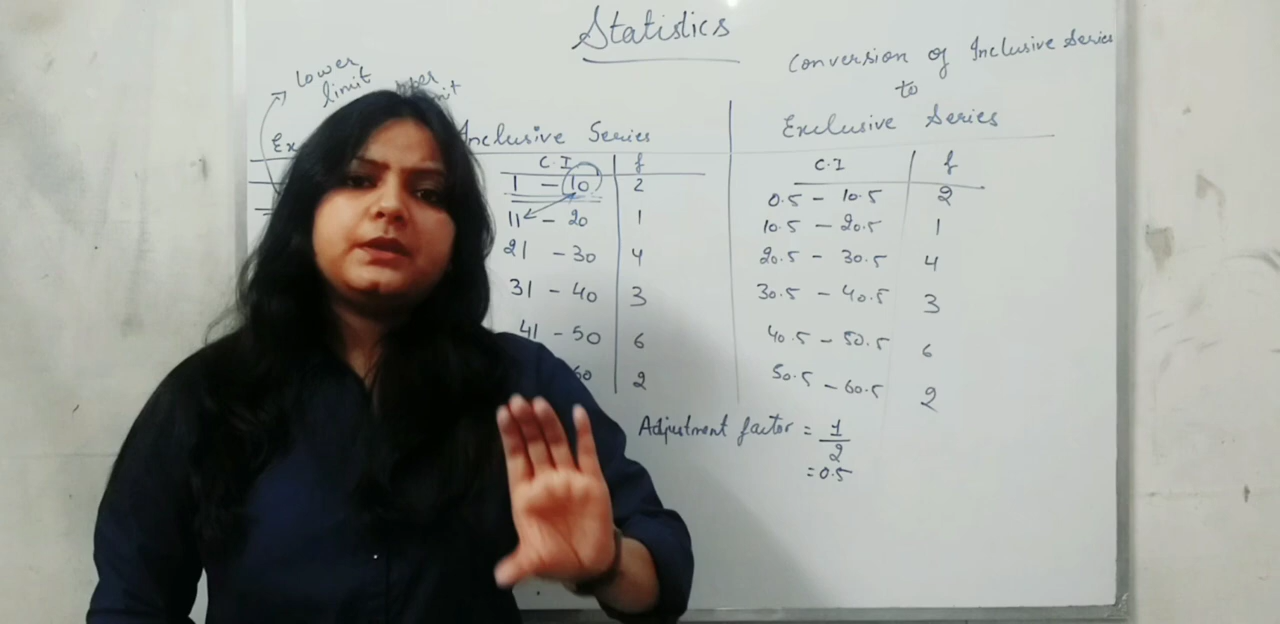 Statistics
Lower
limit
Conversion of Inclusive Series
to
Exclusive Series
Ex
Inclusive Series
C.I f
1 – 10 2
11 – 20 1
21 – 30 4
31 – 40 3
41 – 50 6
60 2
C.I f
0.5 – 10.5 2
10.5 – 20.5 1
20.5 – 30.5 4
30.5 – 40.5 3
40.5 – 50.5 6
50.5 – 60.5 2
Adjustment factor = 1/2
= 0.5